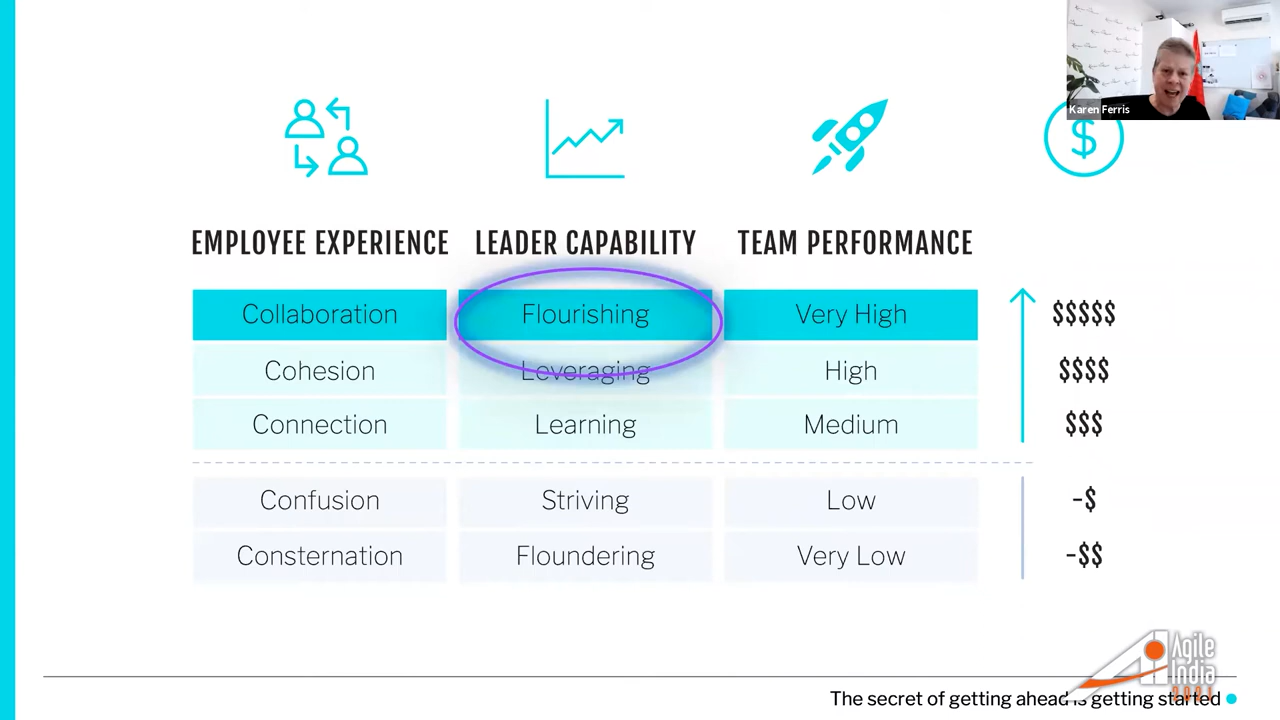 Karen Ferris
$
EMPLOYEE EXPERIENCE LEADER CAPABILITY TEAM PERFORMANCE
Collaboration Flourishing Very High $$$$$
Cohesion Leveraging High $$$$
Connection Learning Medium $$$
Confusion Striving Low -$
Consternation Floundering Very Low -$$
Agile
India
2021
The secret of getting ahead is getting started